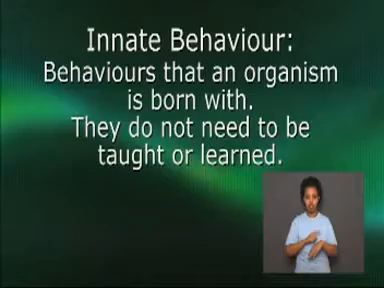 Innate Behaviour:
Behaviours that an organism
is born with.
They do not need to be
taught or learned.